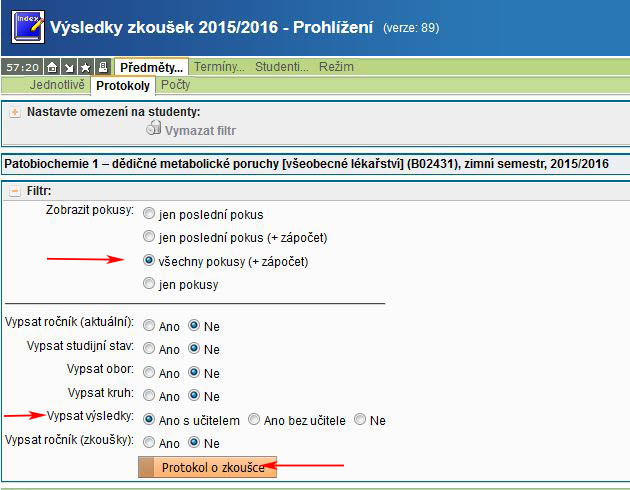 Index
Výsledky zkoušek 2015/2016 - Prohlížení (verze: 89)
57:20 Předměty... Termíny... Studenti... Režim
Jednotlivě Protokoly Počty
Nastavte omezení na studenty:
Vymazat filtr
Patobiochemie 1 – dědičné metabolické poruchy [všeobecné lékařství] (B02431), zimní semestr, 2015/2016
Filtr:
Zobrazit pokusy: jen poslední pokus
jen poslední pokus (+ zápočet)
všechny pokusy (+ zápočet)
jen pokusy
Vypsat ročník (aktuální): Ano Ne
Vypsat studijní stav: Ano Ne
Vypsat obor: Ano Ne
Vypsat kruh: Ano Ne
Vypsat výsledky: Ano s učitelem Ano bez učitele Ne
Vypsat ročník (zkoušky): Ano Ne
Protokol o zkoušce